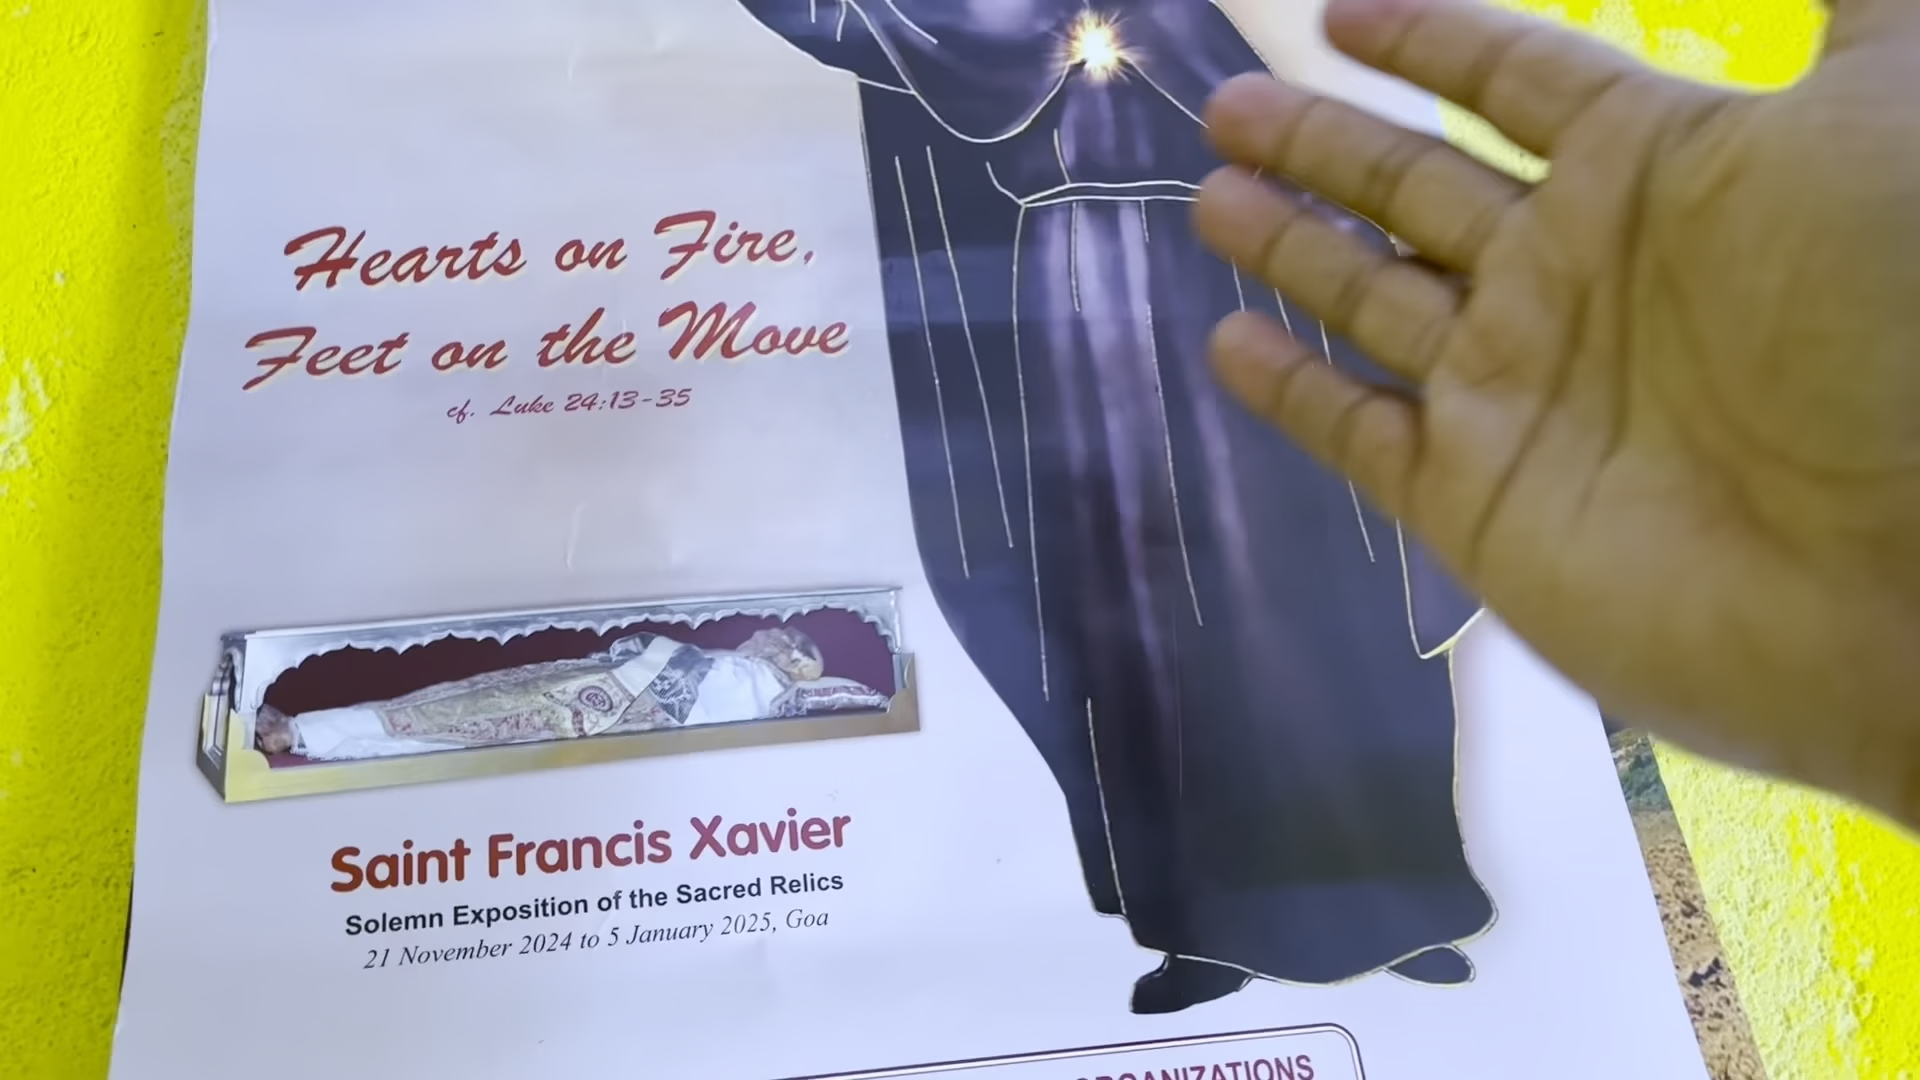 Hearts on Fire,
Feet on the Move
cf. Luke 24:13-35
Saint Francis Xavier
Solemn Exposition of the Sacred Relics
21 November 2024 to 5 January 2025, Goa
ORGANIZATIONS